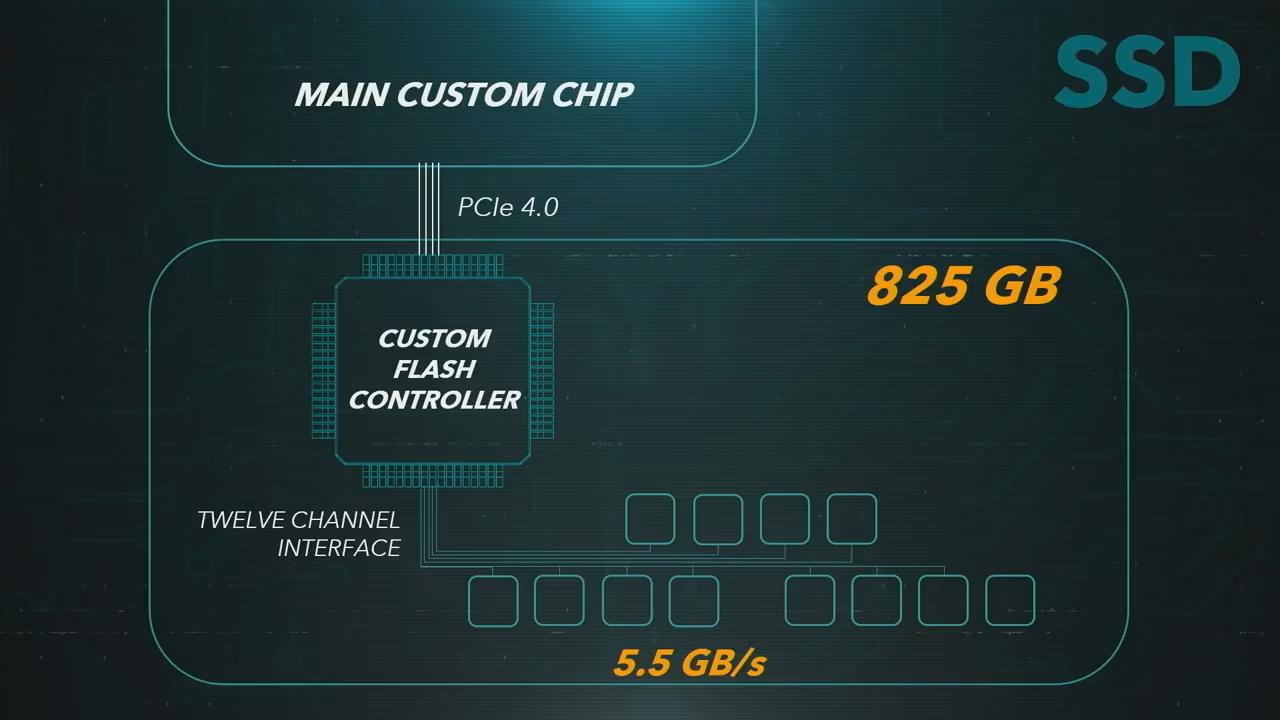 SSD
MAIN CUSTOM CHIP
PCIe 4.0
825 GB
CUSTOM
FLASH
CONTROLLER
TWELVE CHANNEL
INTERFACE
5.5 GB/s